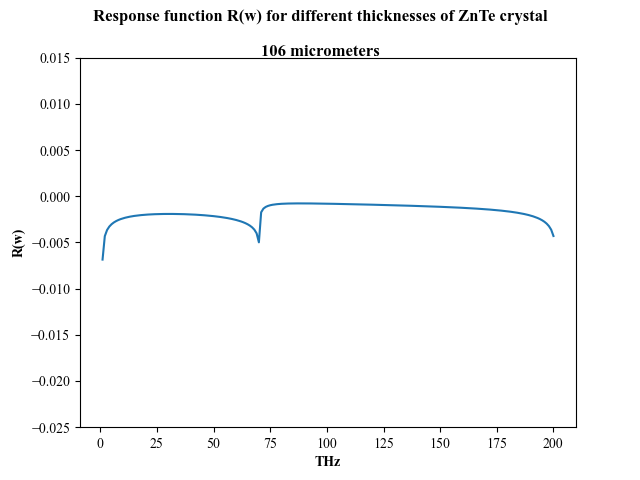 Response function R(w) for different thicknesses of ZnTe crystal
106 micrometers
0.015
0.010
0.005
0.000
−0.005
−0.010
−0.015
−0.020
−0.025
R(w)
0 25 50 75 100 125 150 175 200
THz